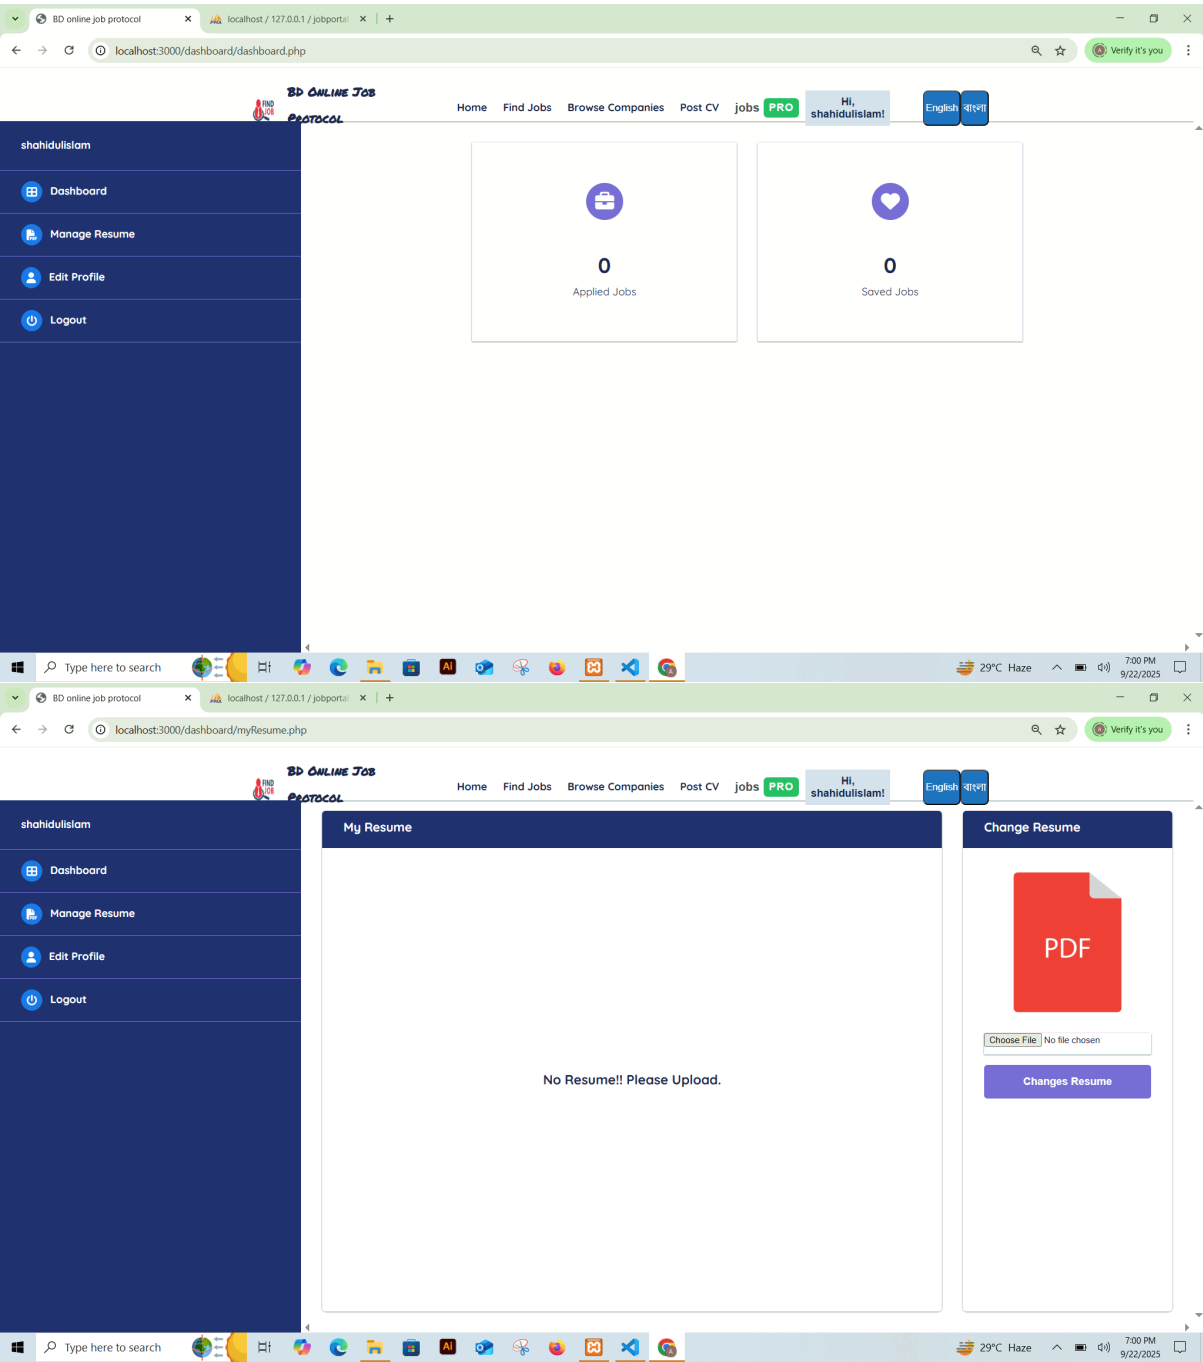 BD online job protocol
localhost / 127.0.0.1 / jobportal
localhost:3000/dashboard/dashboard.php
Verify it's you
FIND JOB
BD Online Job Protocol
Home Find Jobs Browse Companies Post CV jobs PRO
Hi, shahidulislam!
English বাংলা
shahidulislam
Dashboard
Manage Resume
Edit Profile
Logout
0
Applied Jobs
0
Saved Jobs
Type here to search
Ai
29°C Haze
7:00 PM
9/22/2025
BD online job protocol
localhost / 127.0.0.1 / jobportal
localhost:3000/dashboard/myResume.php
Verify it's you
FIND JOB
BD Online Job Protocol
Home Find Jobs Browse Companies Post CV jobs PRO
Hi, shahidulislam!
English বাংলা
shahidulislam
Dashboard
Manage Resume
Edit Profile
Logout
My Resume
No Resume!! Please Upload.
Change Resume
PDF
Choose File No file chosen
Changes Resume
Type here to search
Ai
29°C Haze
7:00 PM
9/22/2025